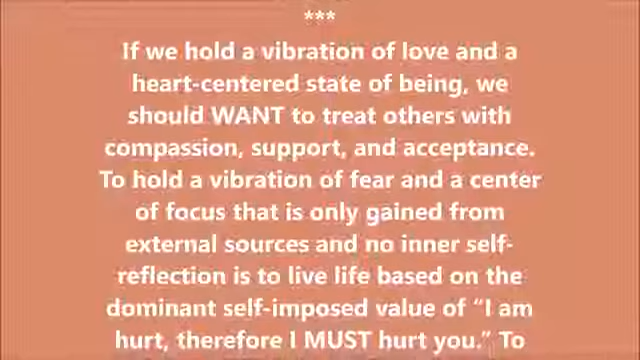 ***
If we hold a vibration of love and a
heart-centered state of being, we
should WANT to treat others with
compassion, support, and acceptance.
To hold a vibration of fear and a center
of focus that is only gained from
external sources and no inner self-
reflection is to live life based on the
dominant self-imposed value of “I am
hurt, therefore I MUST hurt you.” To